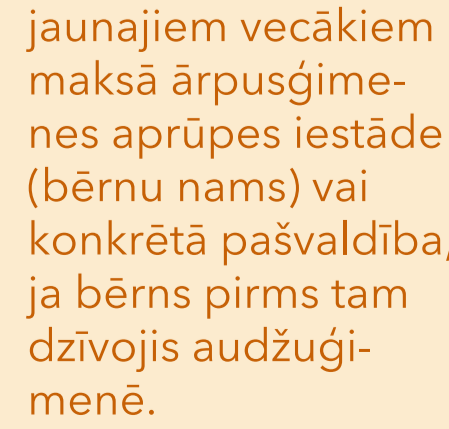 jaunajiem vecākiem
maksā ārpusģime-
nes aprūpes iestāde
(bērnu nams) vai
konkrētā pašvaldība,
ja bērns pirms tam
dzīvojis audžuģi-
menē.